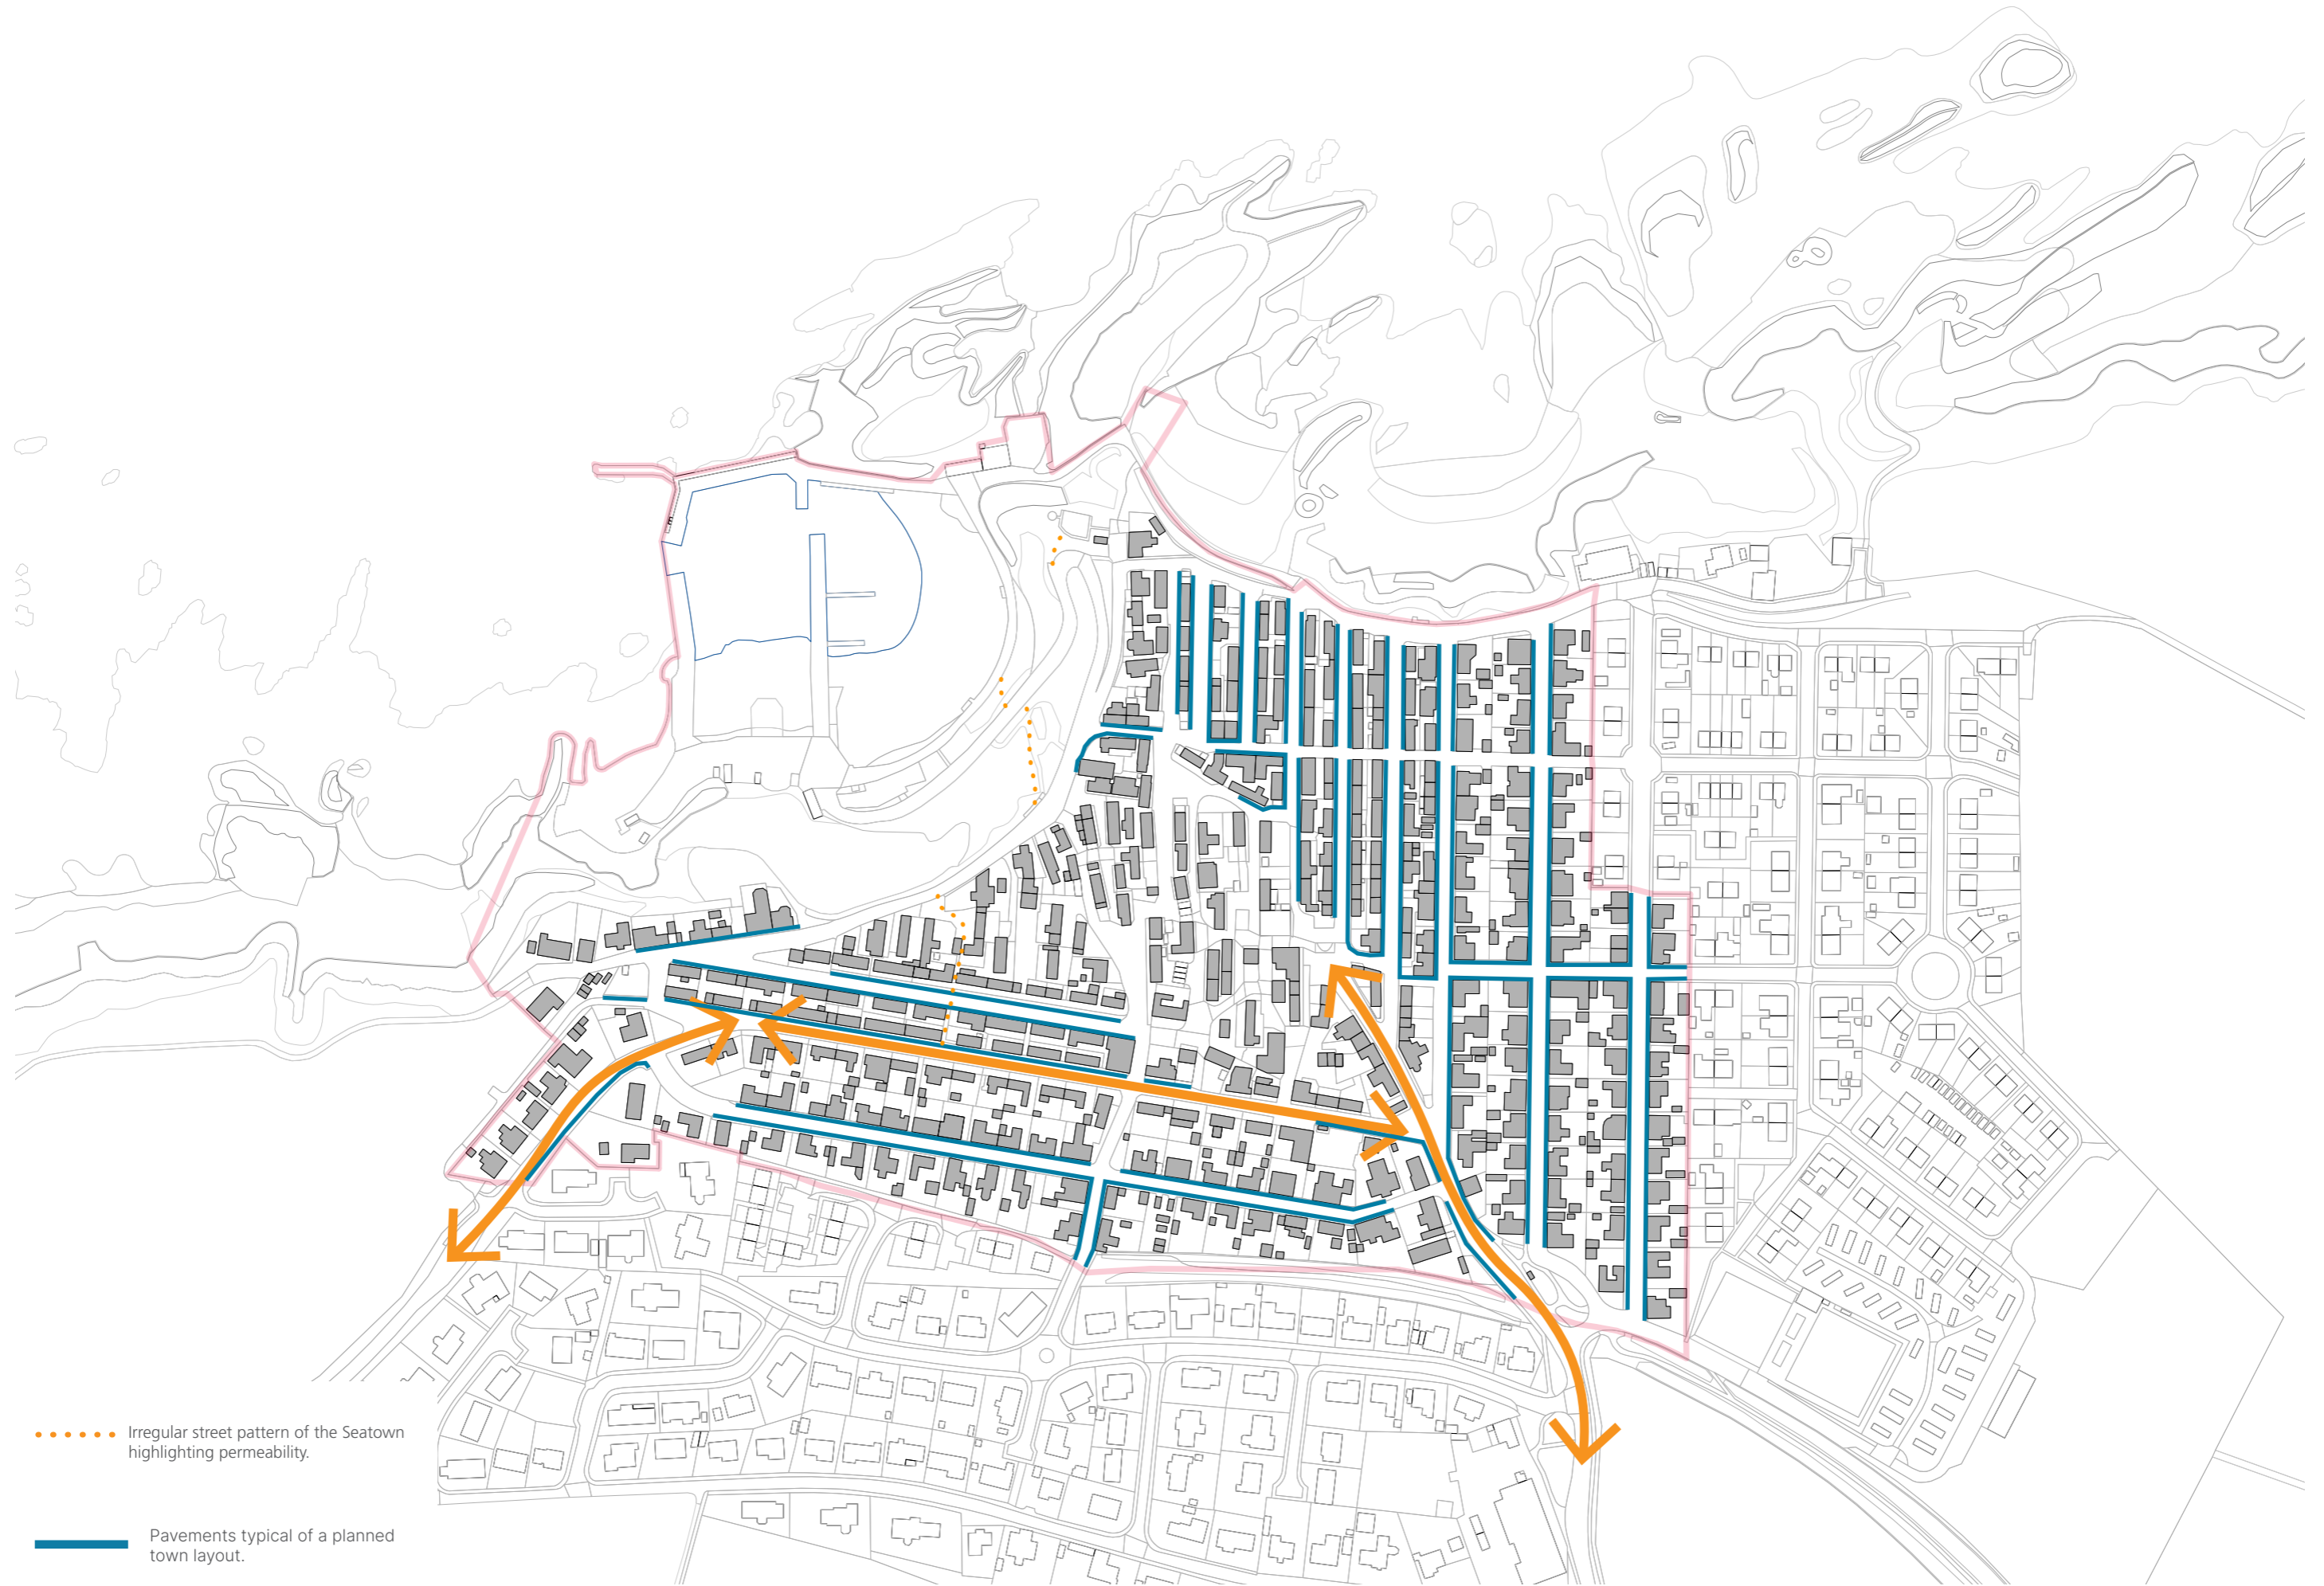 Irregular street pattern of the Seatown
highlighting permeability.
Pavements typical of a planned
town layout.